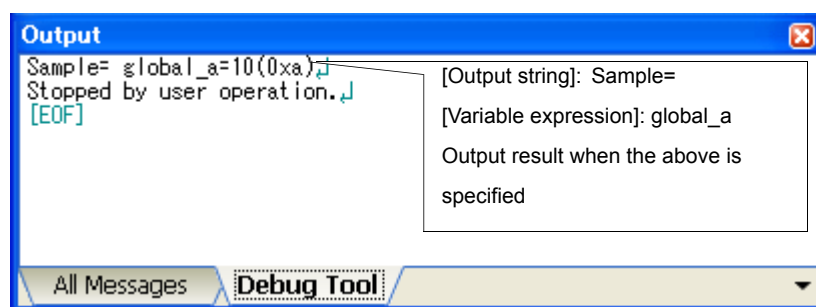 Output
Sample= global_a=10(0xa)↲
Stopped by user operation.↲
[EOF]
[Output string]: Sample=
[Variable expression]: global_a
Output result when the above is
specified
All Messages
Debug Tool